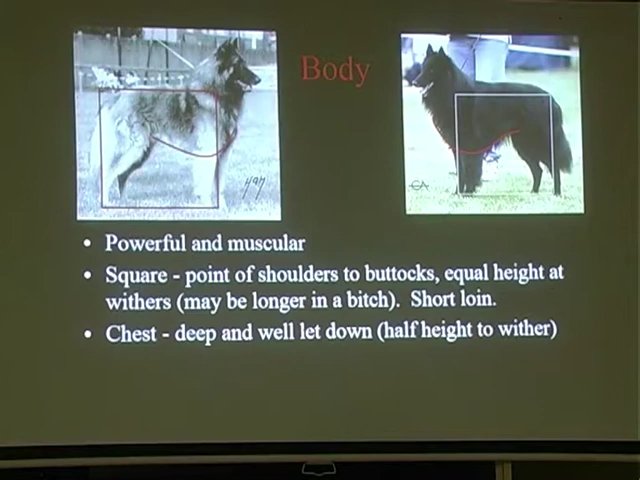 Body
• Powerful and muscular
• Square - point of shoulders to buttocks, equal height at
withers (may be longer in a bitch). Short loin.
• Chest - deep and well let down (half height to wither)